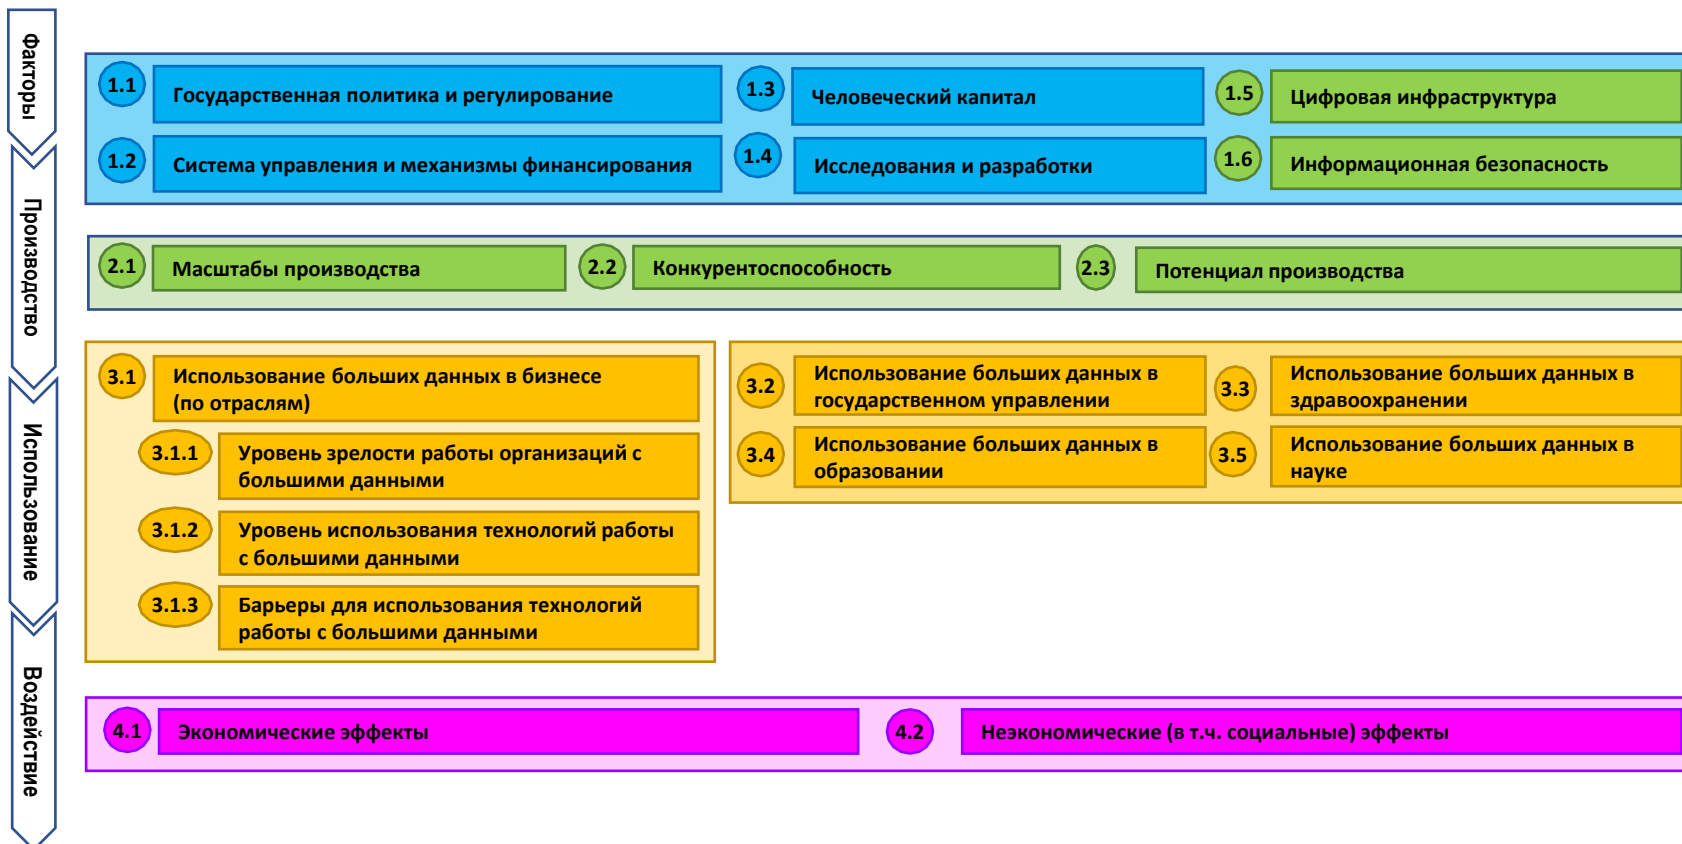 Факторы
1.1
Государственная политика и регулирование
1.3
Человеческий капитал
1.5
Цифровая инфраструктура
1.2
Система управления и механизмы финансирования
1.4
Исследования и разработки
1.6
Информационная безопасность
Производство
2.1
Масштабы производства
2.2
Конкурентоспособность
2.3
Потенциал производства
Использование
3.1
Использование больших данных в бизнесе
(по отраслям)
3.1.1
Уровень зрелости работы организаций с
большими данными
3.1.2
Уровень использования технологий работы
с большими данными
3.1.3
Барьеры для использования технологий
работы с большими данными
3.2
Использование больших данных в
государственном управлении
3.3
Использование больших данных в
здравоохранении
3.4
Использование больших данных в
образовании
3.5
Использование больших данных в
науке
Воздействие
4.1
Экономические эффекты
4.2
Неэкономические (в т.ч. социальные) эффекты